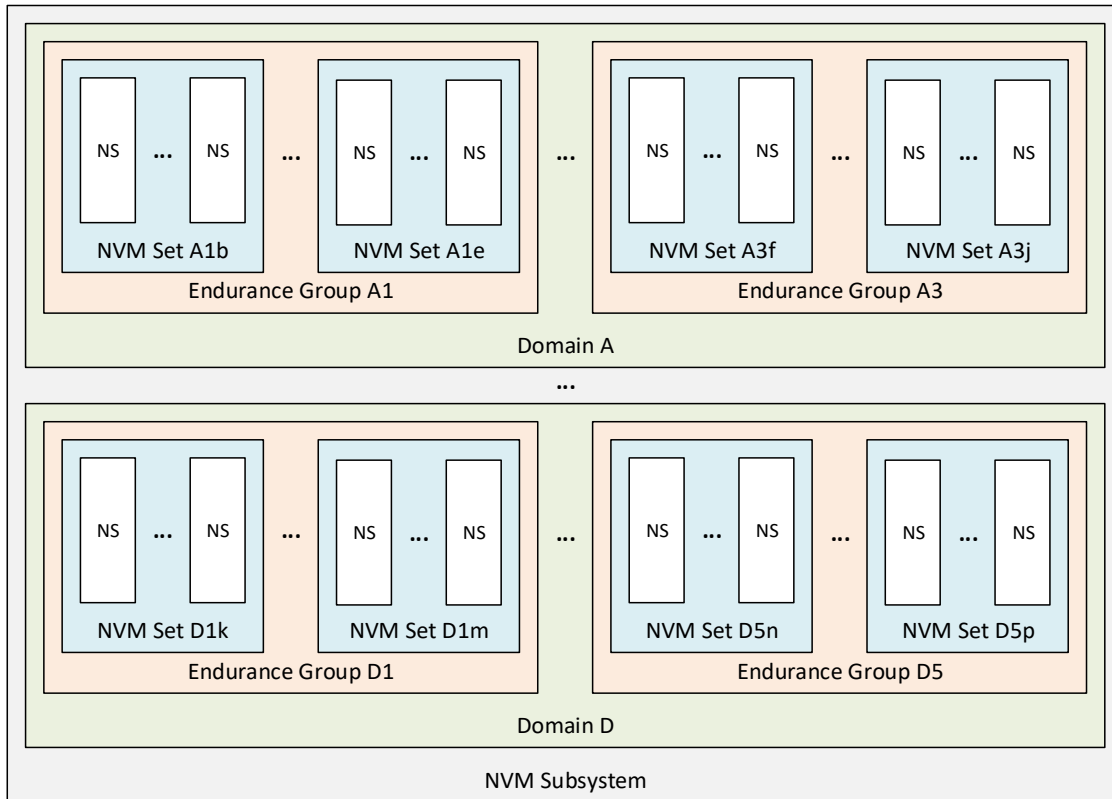 NS ... NS ... NS ... NS ... NS ... NS ... NS ... NS
NVM Set A1b NVM Set A1e NVM Set A3f NVM Set A3j
Endurance Group A1 Endurance Group A3
Domain A
...
NS ... NS ... NS ... NS ... NS ... NS ... NS ... NS
NVM Set D1k NVM Set D1m NVM Set D5n NVM Set D5p
Endurance Group D1 Endurance Group D5
Domain D
NVM Subsystem